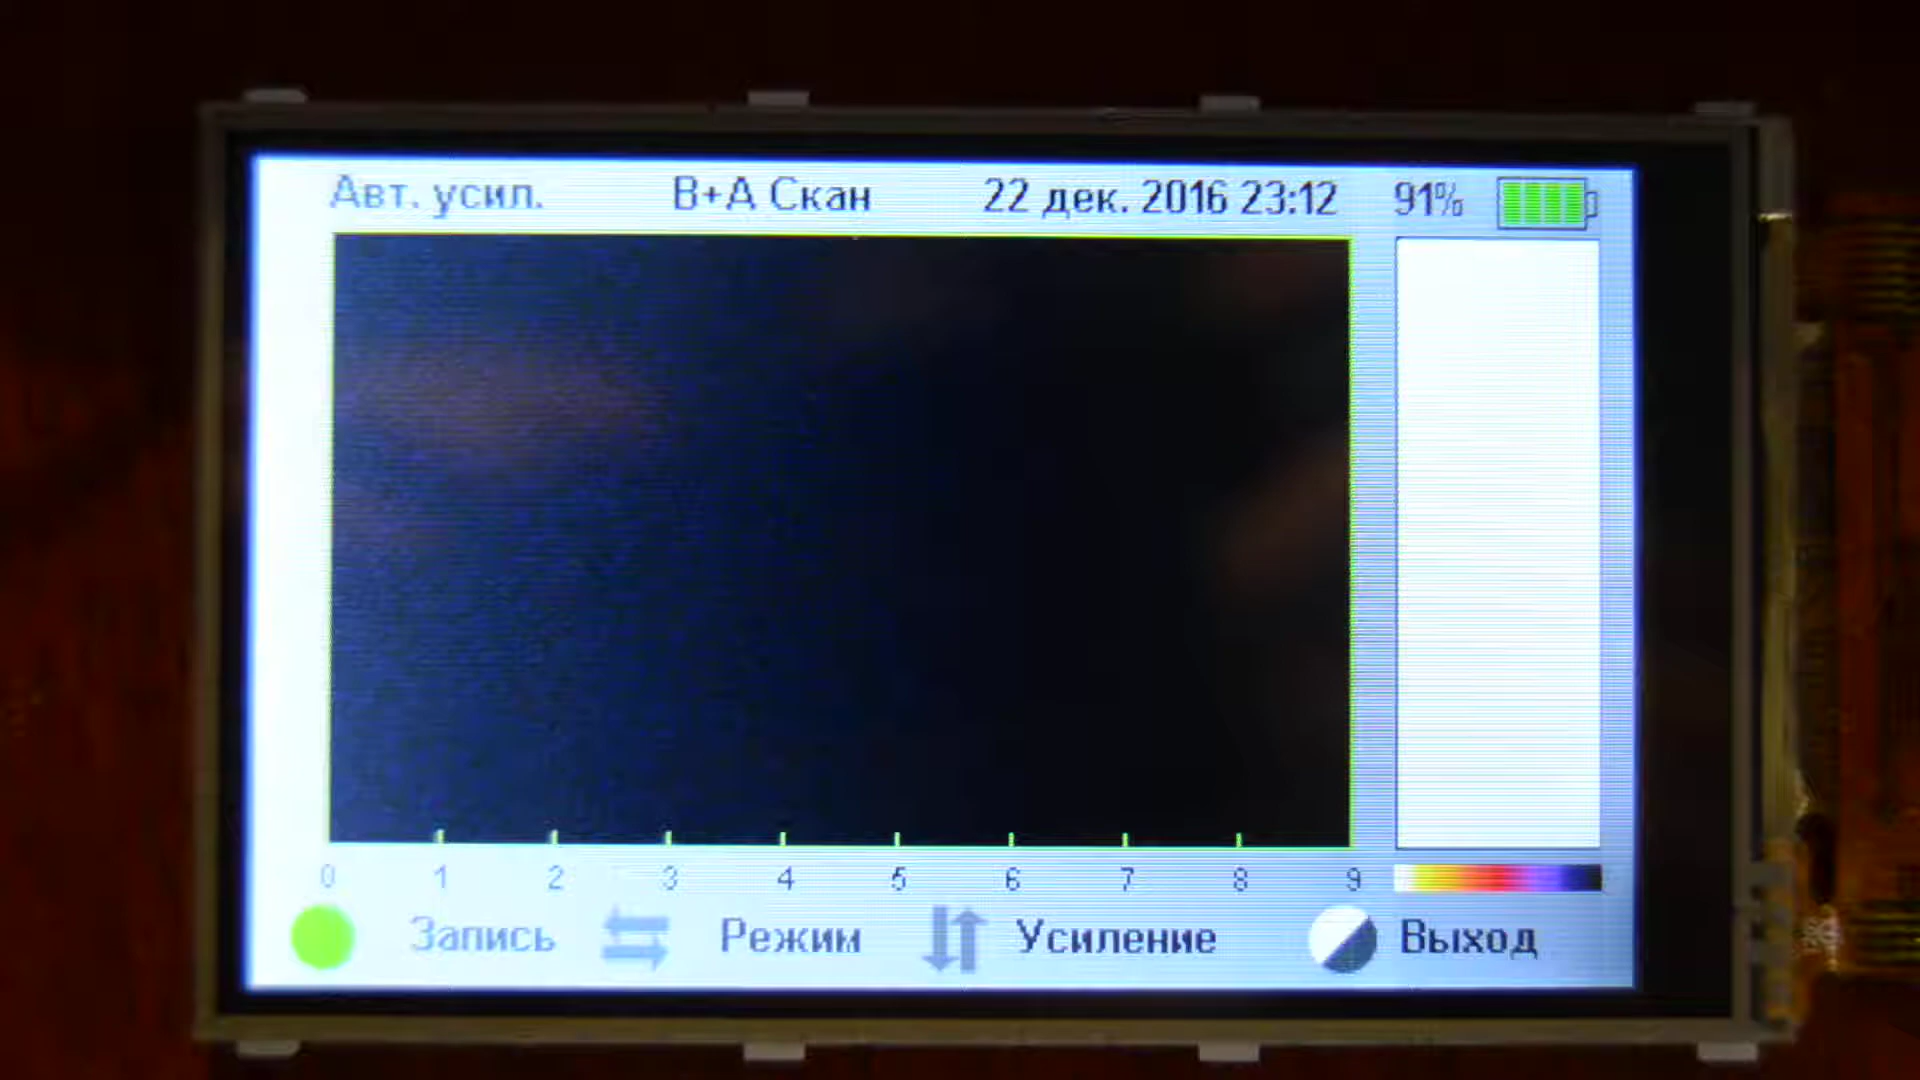 Авт. усил. В+А Скан 22 дек. 2016 23:12 91%
0 1 2 3 4 5 6 7 8 9
Запись Режим Усиление Выход